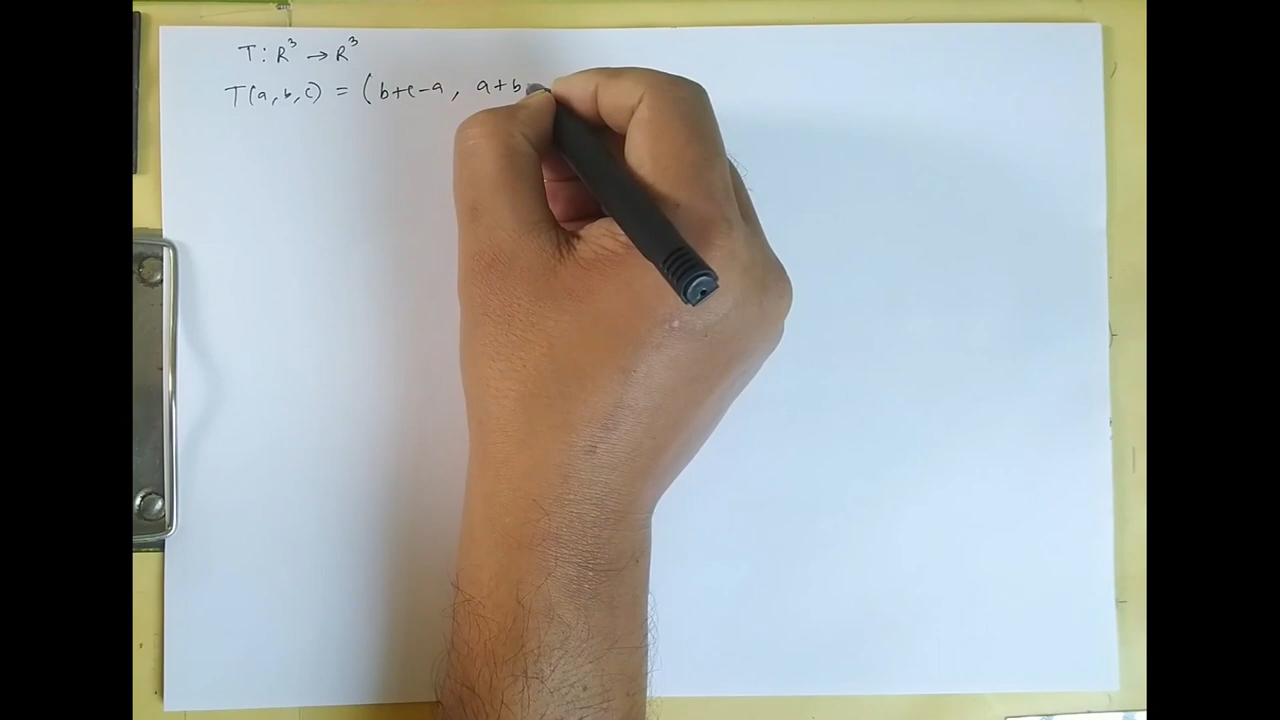 T: R³ → R³
T(a, b, c) = (b+c-a, a+b